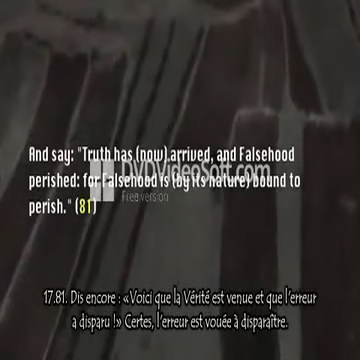 And say: "Truth has (now) arrived, and Falsehood
perished: for Falsehood is (by its nature) bound to
perish." (81)
DVDVideoSoft.com
Free version
17.81. Dis encore : «Voici que la Vérité est venue et que l'erreur
a disparu !» Certes, l'erreur est vouée à disparaître.